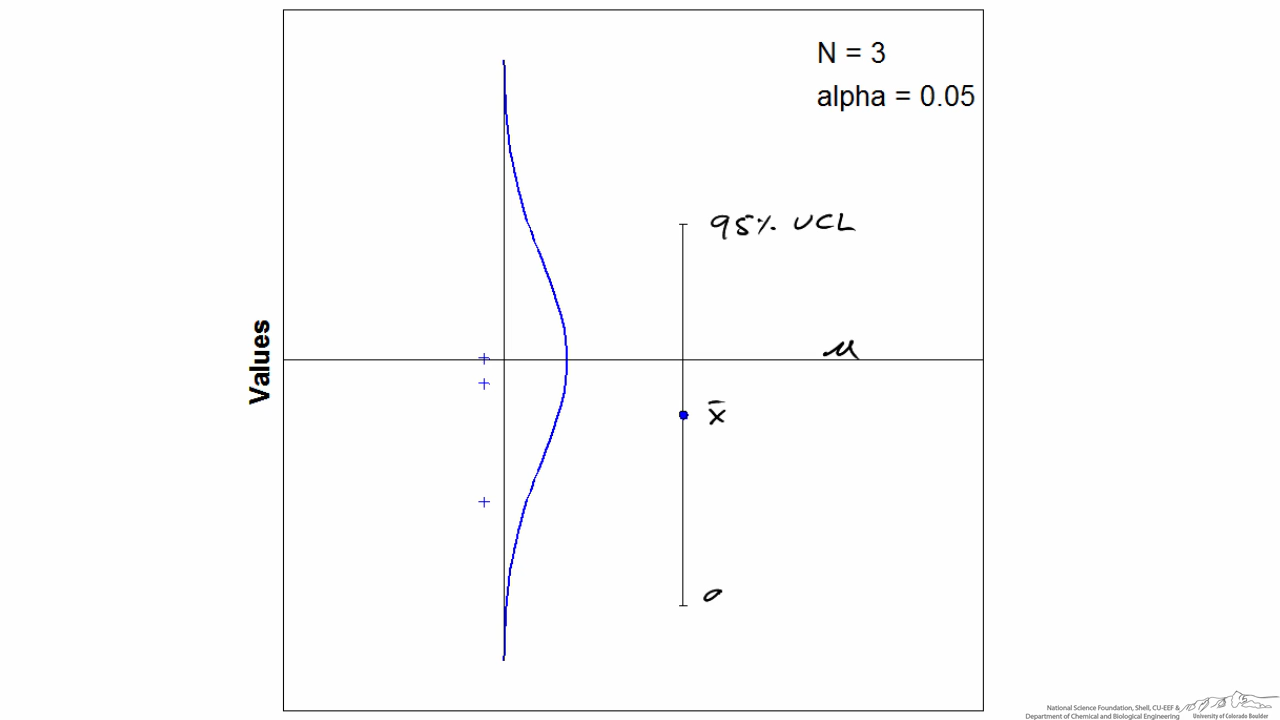 N = 3
alpha = 0.05
95% UCL
Values
μ
x̄
National Science Foundation, Shell, CU-EEF &
Department of Chemical and Biological Engineering
University of Colorado Boulder